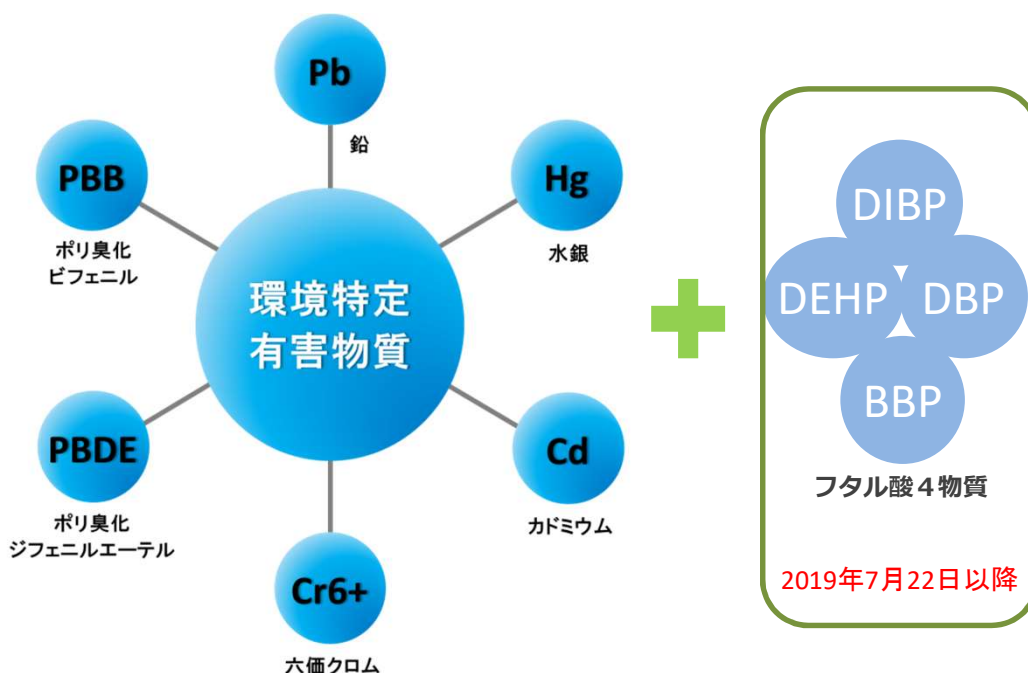 Pb
鉛
Hg
水銀
Cd
カドミウム
Cr6+
六価クロム
PBDE
ポリ臭化
ジフェニルエーテル
PBB
ポリ臭化
ビフェニル
環境特定
有害物質
DIBP
DEHP
DBP
BBP
フタル酸４物質
2019年7月22日以降